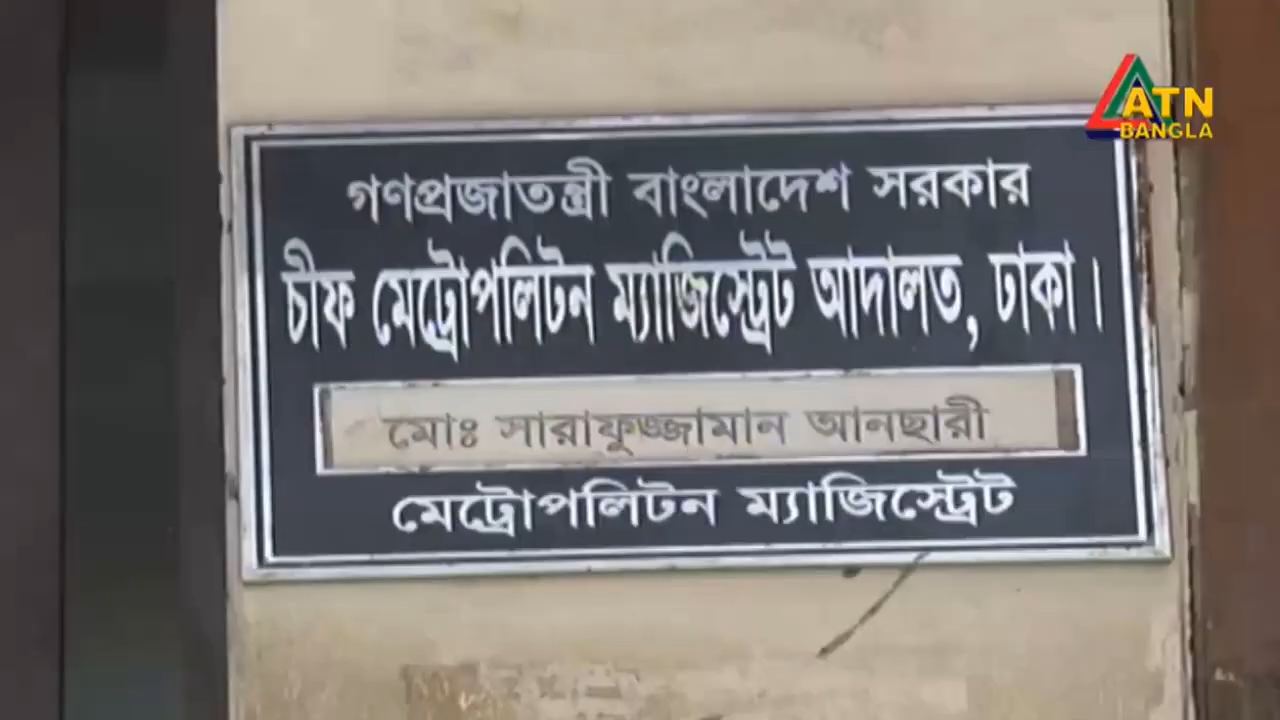 ATN
BANGLA
গণপ্রজাতন্ত্রী বাংলাদেশ সরকার
চীফ মেট্রোপলিটন ম্যাজিস্ট্রেট আদালত, ঢাকা।
মোঃ সারাফুজ্জামান আনছারী
মেট্রোপলিটন ম্যাজিস্ট্রেট